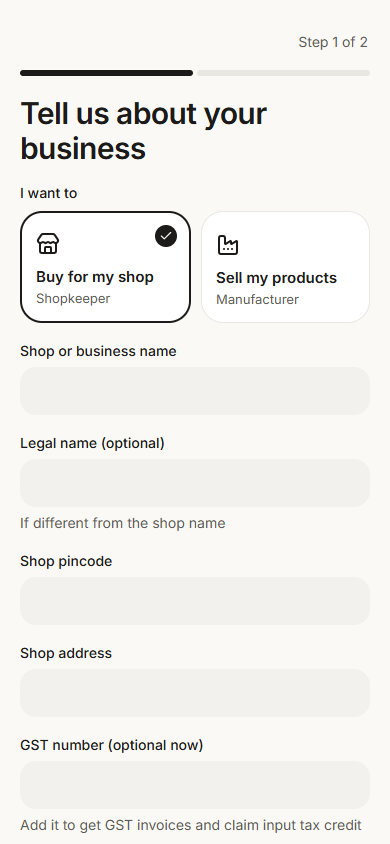 Step 1 of 2
Tell us about your
business
I want to
Buy for my shop
Shopkeeper
Sell my products
Manufacturer
Shop or business name
Legal name (optional)
If different from the shop name
Shop pincode
Shop address
GST number (optional now)
Add it to get GST invoices and claim input tax credit